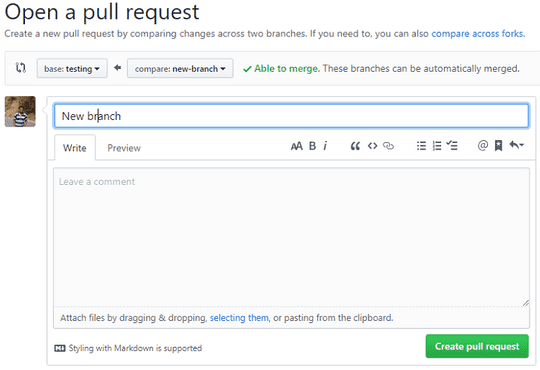 Open a pull request
Create a new pull request by comparing changes across two branches. If you need to, you can also compare across forks.
base: testing compare: new-branch Able to merge. These branches can be automatically merged.
New branch
Write Preview AA B i @
Leave a comment
Attach files by dragging & dropping, selecting them, or pasting from the clipboard.
Styling with Markdown is supported Create pull request